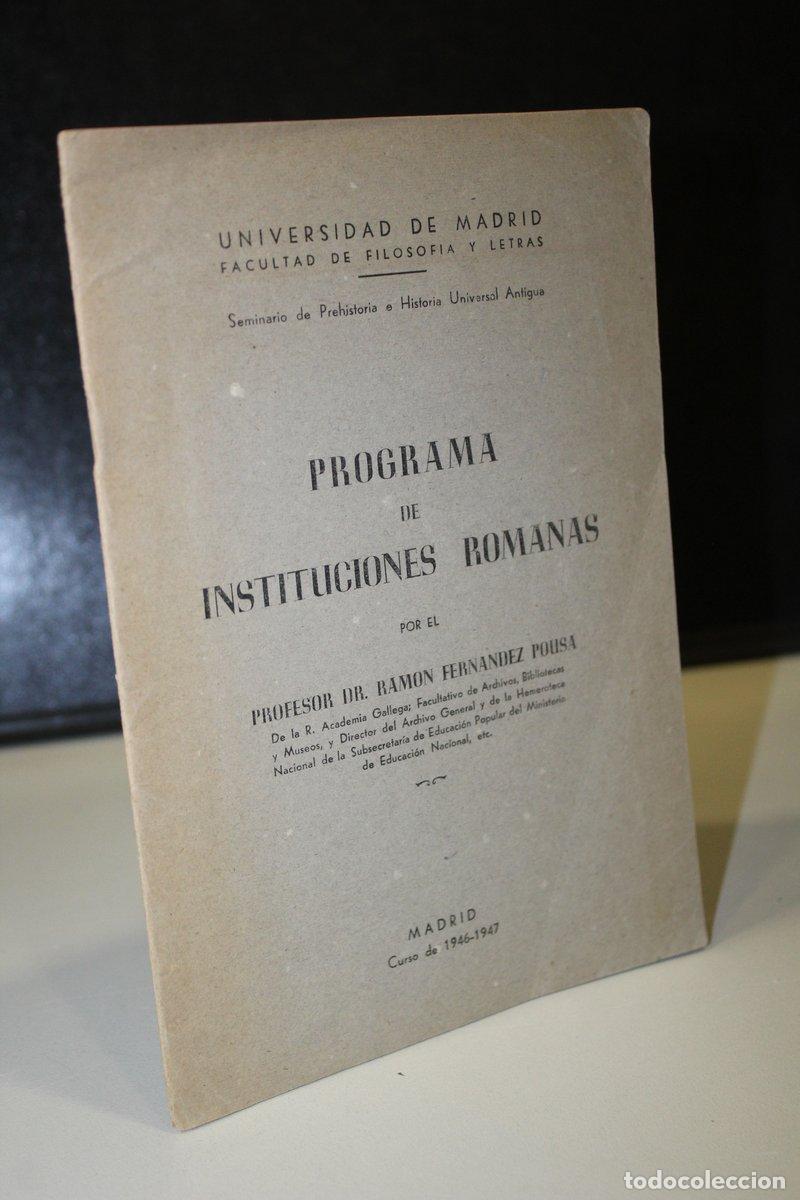 UNIVERSIDAD DE MADRID
FACULTAD DE FILOSOFIA Y LETRAS
Seminario de Prehistoria e Historia Universal Antigua
PROGRAMA
DE
INSTITUCIONES ROMANAS
POR EL
PROFESOR DR. RAMON FERNANDEZ POUSA
De la R. Academia Gallega; Facultativo de Archivos, Bibliotecas
y Museos, y Director del Archivo General y de la Hemeroteca
Nacional de la Subsecretaría de Educación Popular del Ministerio
de Educación Nacional, etc.
MADRID
Curso de 1946-1947
todocoleccion